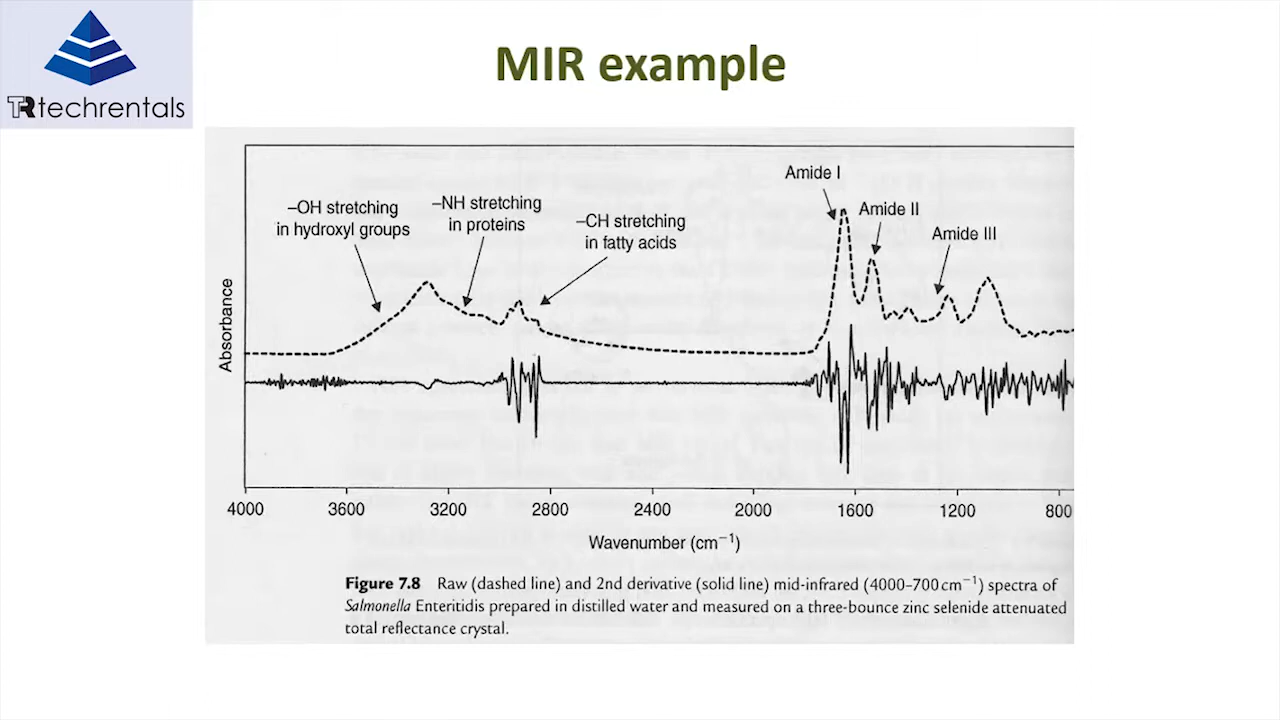 TR techrentals
MIR example
Amide I
–OH stretching
in hydroxyl groups
–NH stretching
in proteins
–CH stretching
in fatty acids
Amide II
Amide III
Absorbance
4000 3600 3200 2800 2400 2000 1600 1200 800
Wavenumber (cm⁻¹)
Figure 7.8 Raw (dashed line) and 2nd derivative (solid line) mid-infrared (4000–700 cm⁻¹) spectra of
Salmonella Enteritidis prepared in distilled water and measured on a three-bounce zinc selenide attenuated
total reflectance crystal.